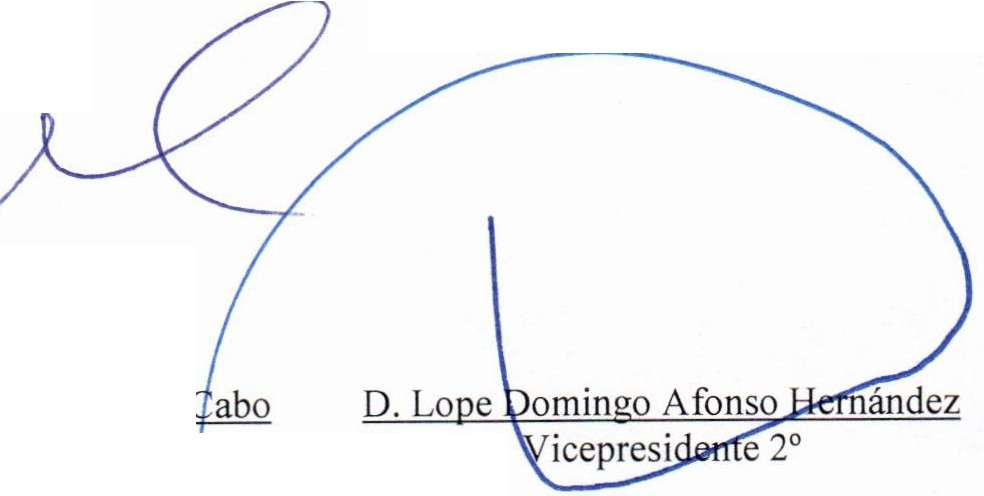 Cabo D. Lope Domingo Afonso Hernández
Vicepresidente 2º